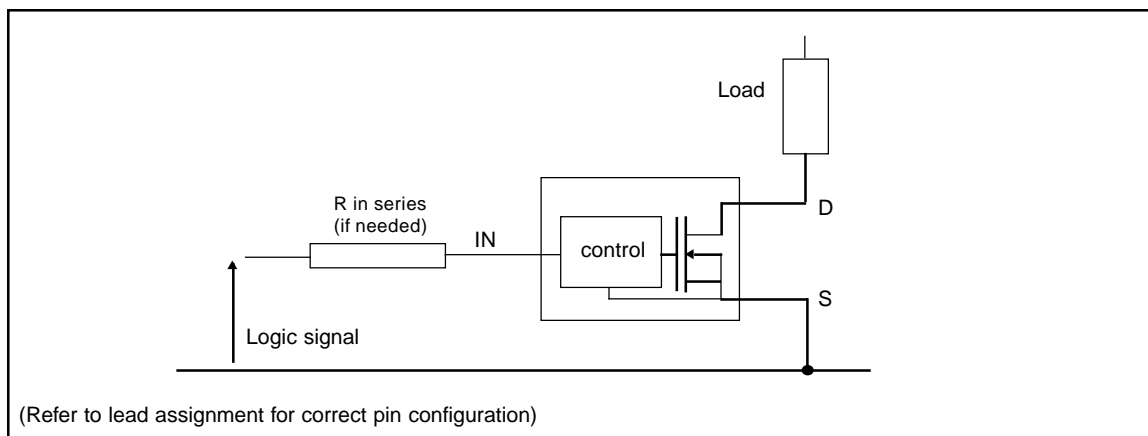 Load
R in series
(if needed)
IN
D
control
S
Logic signal
(Refer to lead assignment for correct pin configuration)